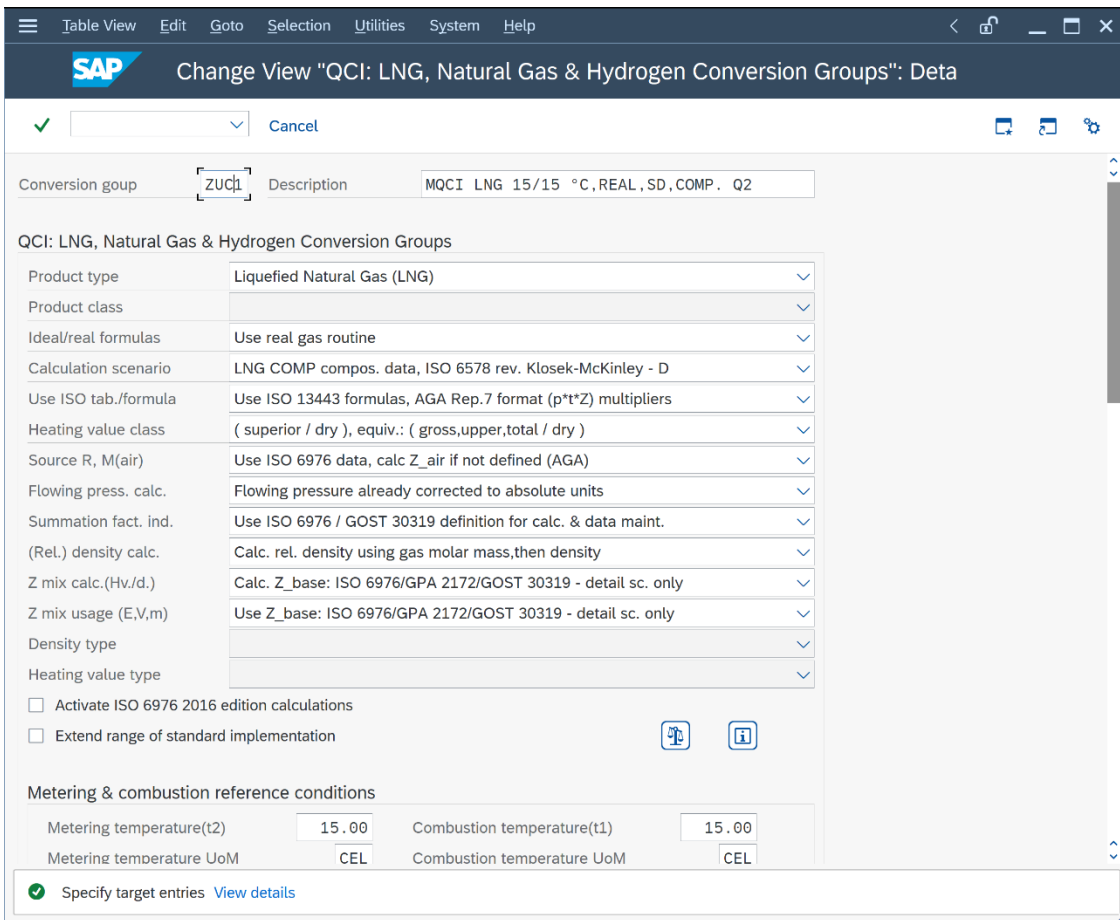 Table View Edit Goto Selection Utilities System Help
SAP Change View "QCI: LNG, Natural Gas & Hydrogen Conversion Groups": Deta
Cancel
Conversion goup ZUC1 Description MQCI LNG 15/15 °C,REAL,SD,COMP. Q2
QCI: LNG, Natural Gas & Hydrogen Conversion Groups
Product type Liquefied Natural Gas (LNG)
Product class
Ideal/real formulas Use real gas routine
Calculation scenario LNG COMP compos. data, ISO 6578 rev. Klosek-McKinley - D
Use ISO tab./formula Use ISO 13443 formulas, AGA Rep.7 format (p*t*Z) multipliers
Heating value class ( superior / dry ), equiv.: ( gross,upper,total / dry )
Source R, M(air) Use ISO 6976 data, calc Z_air if not defined (AGA)
Flowing press. calc. Flowing pressure already corrected to absolute units
Summation fact. ind. Use ISO 6976 / GOST 30319 definition for calc. & data maint.
(Rel.) density calc. Calc. rel. density using gas molar mass,then density
Z mix calc.(Hv./d.) Calc. Z_base: ISO 6976/GPA 2172/GOST 30319 - detail sc. only
Z mix usage (E,V,m) Use Z_base: ISO 6976/GPA 2172/GOST 30319 - detail sc. only
Density type
Heating value type
Activate ISO 6976 2016 edition calculations
Extend range of standard implementation
Metering & combustion reference conditions
Metering temperature(t2) 15.00 Combustion temperature(t1) 15.00
Metering temperature UoM CEL Combustion temperature UoM CEL
Specify target entries View details